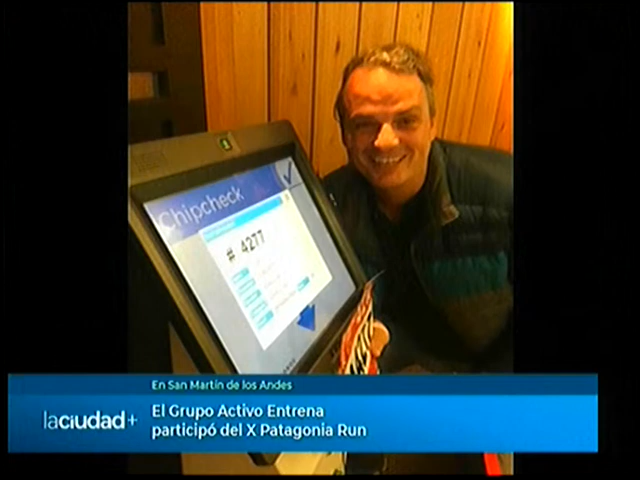 Chipcheck
# 4277
En San Martín de los Andes
laciudad+
El Grupo Activo Entrena
participó del X Patagonia Run